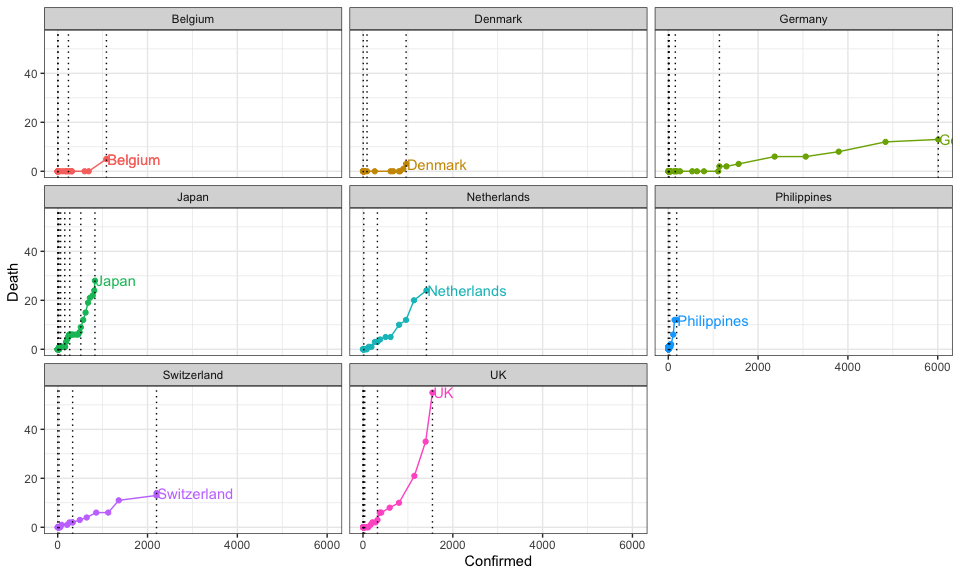 Belgium
Denmark
Germany
40
20
0
Belgium
Denmark
Japan
Netherlands
Philippines
Death
40
20
0
Japan
Netherlands
Philippines
Switzerland
UK
0
2000
4000
6000
40
20
0
Switzerland
UK
0
2000
4000
6000
0
2000
4000
6000
Confirmed